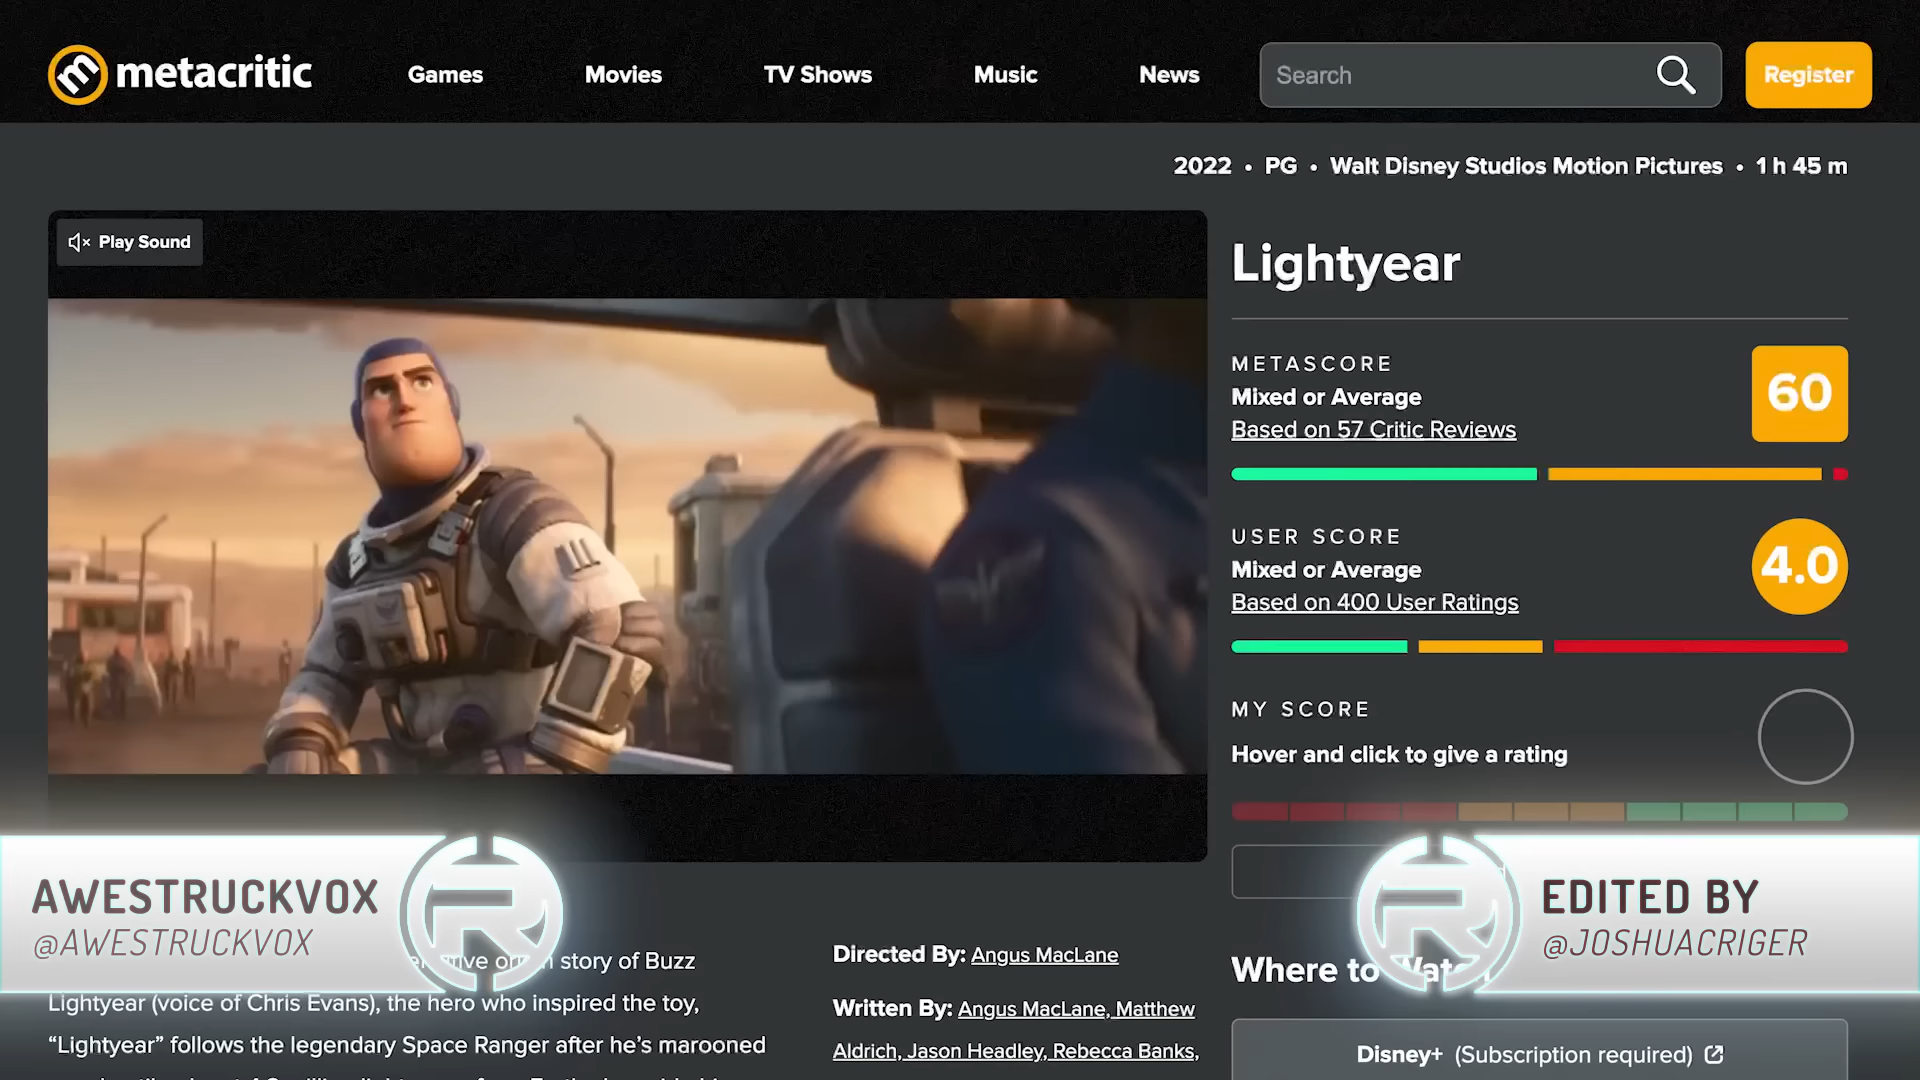 metacritic
Games
Movies
TV Shows
Music
News
Search
Register
2022 • PG • Walt Disney Studios Motion Pictures • 1 h 45 m
Play Sound
Lightyear
METASCORE
Mixed or Average
Based on 57 Critic Reviews
60
USER SCORE
Mixed or Average
Based on 400 User Ratings
4.0
MY SCORE
Hover and click to give a rating
AWESTRUCKVOX
@AWESTRUCKVOX
EDITED BY
@JOSHUACRIGER
story of Buzz
Lightyear (voice of Chris Evans), the hero who inspired the toy,
“Lightyear” follows the legendary Space Ranger after he’s marooned
Directed By: Angus MacLane
Written By: Angus MacLane, Matthew
Aldrich, Jason Headley, Rebecca Banks,
Where to Watch
Disney+ (Subscription required)